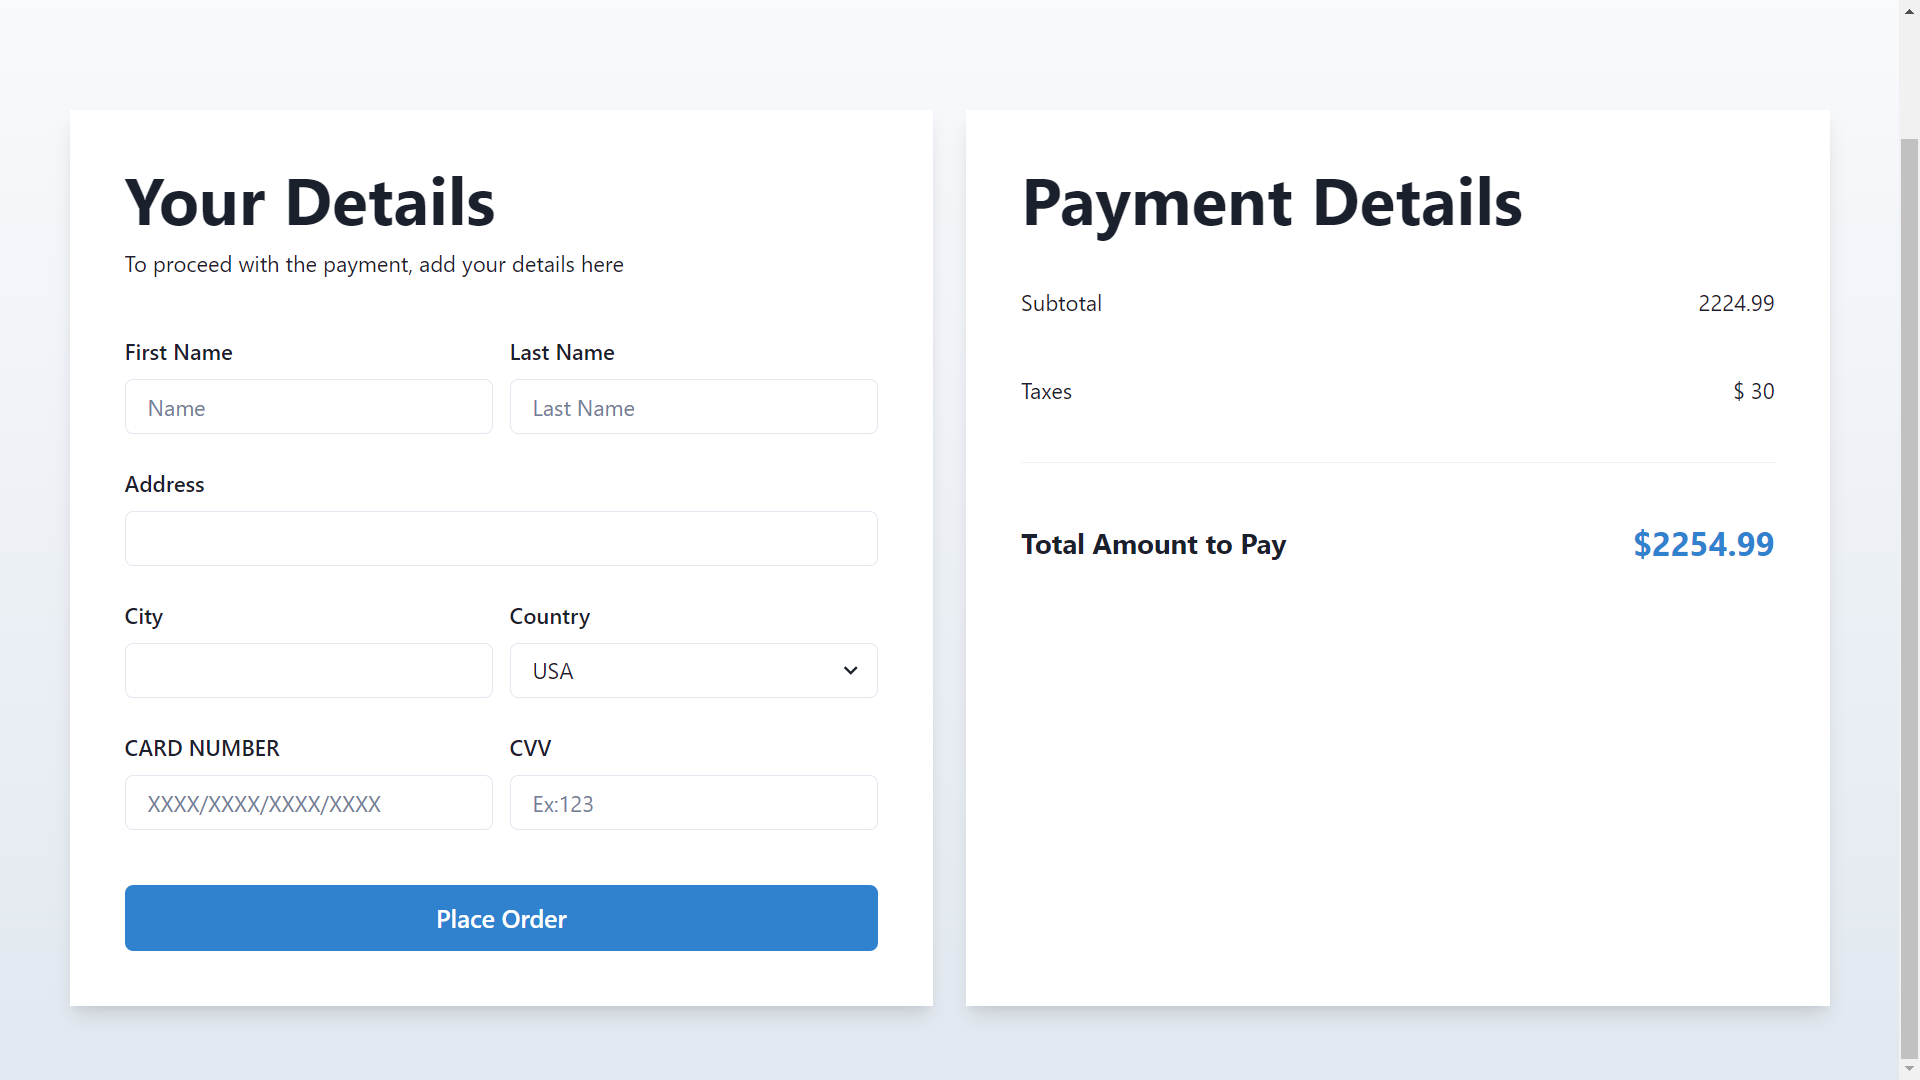 Your Details
To proceed with the payment, add your details here
First Name
Last Name
Name
Last Name
Address
City
Country
USA
CARD NUMBER
CVV
XXXX/XXXX/XXXX/XXXX
Ex:123
Place Order
Payment Details
Subtotal 2224.99
Taxes $ 30
Total Amount to Pay $2254.99